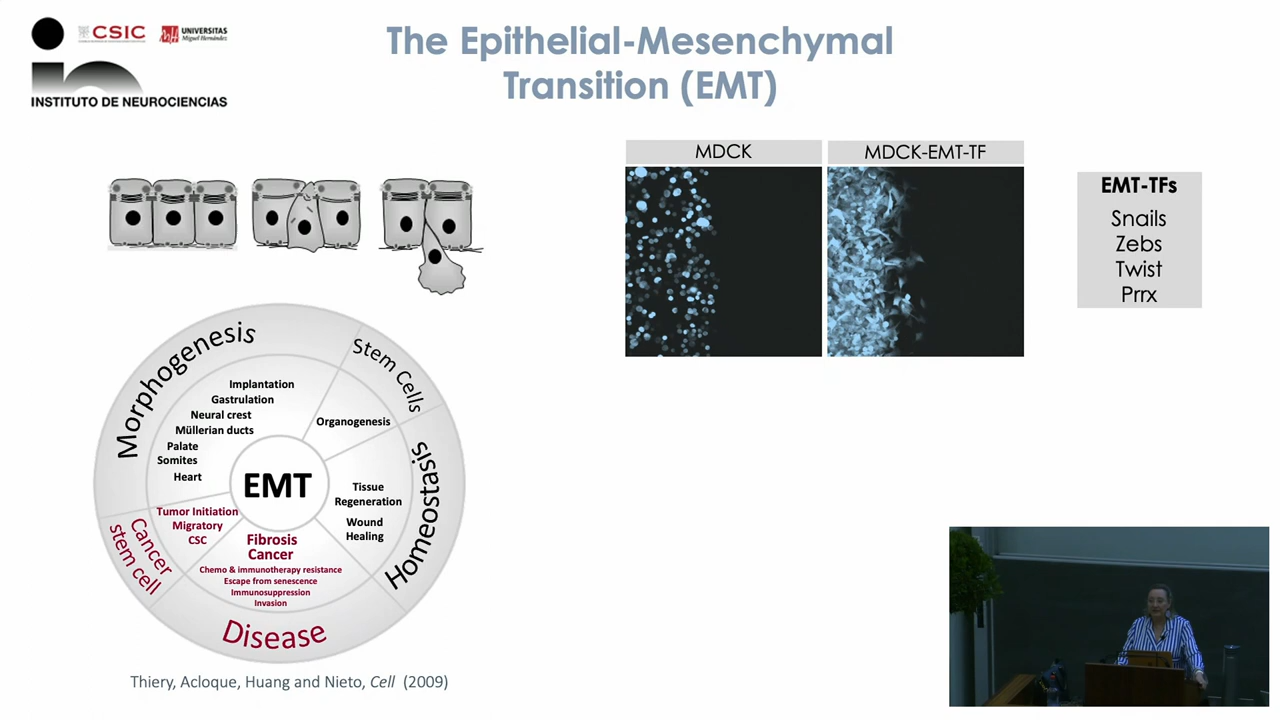 CSIC
UNIVERSITAS
Miguel Hernández
INSTITUTO DE NEUROCIENCIAS
The Epithelial-Mesenchymal
Transition (EMT)
MDCK
MDCK-EMT-TF
EMT-TFs
Snails
Zebs
Twist
Prrx
Morphogenesis
Implantation
Gastrulation
Neural crest
Müllerian ducts
Palate
Somites
Heart
Stem Cells
Organogenesis
Homeostasis
Tissue
Regeneration
Wound
Healing
EMT
Cancer
stem cell
Tumor Initiation
Migratory
CSC
Fibrosis
Cancer
Chemo & immunotherapy resistance
Escape from senescence
Immunosuppression
Invasion
Disease
Thiery, Acloque, Huang and Nieto, Cell (2009)